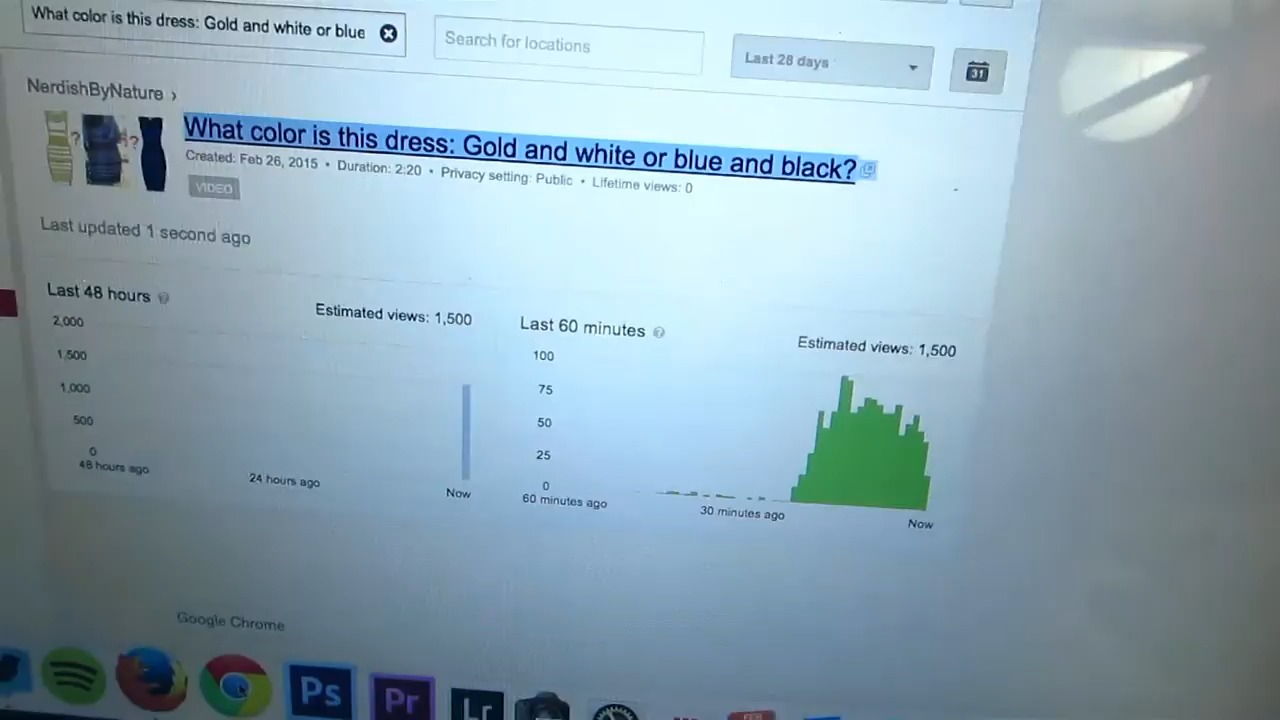 What color is this dress: Gold and white or blue
Search for locations
Last 28 days
31
NerdishByNature ›
? ?
What color is this dress: Gold and white or blue and black?
Created: Feb 26, 2015 • Duration: 2:20 • Privacy setting: Public • Lifetime views: 0
VIDEO
Last updated 1 second ago
Last 48 hours ?
Estimated views: 1,500
2,000
1,500
1,000
500
0
48 hours ago
24 hours ago
Now
Last 60 minutes ?
Estimated views: 1,500
100
75
50
25
0
60 minutes ago
30 minutes ago
Now
Google Chrome
Ps
Pr
Lr
FEB